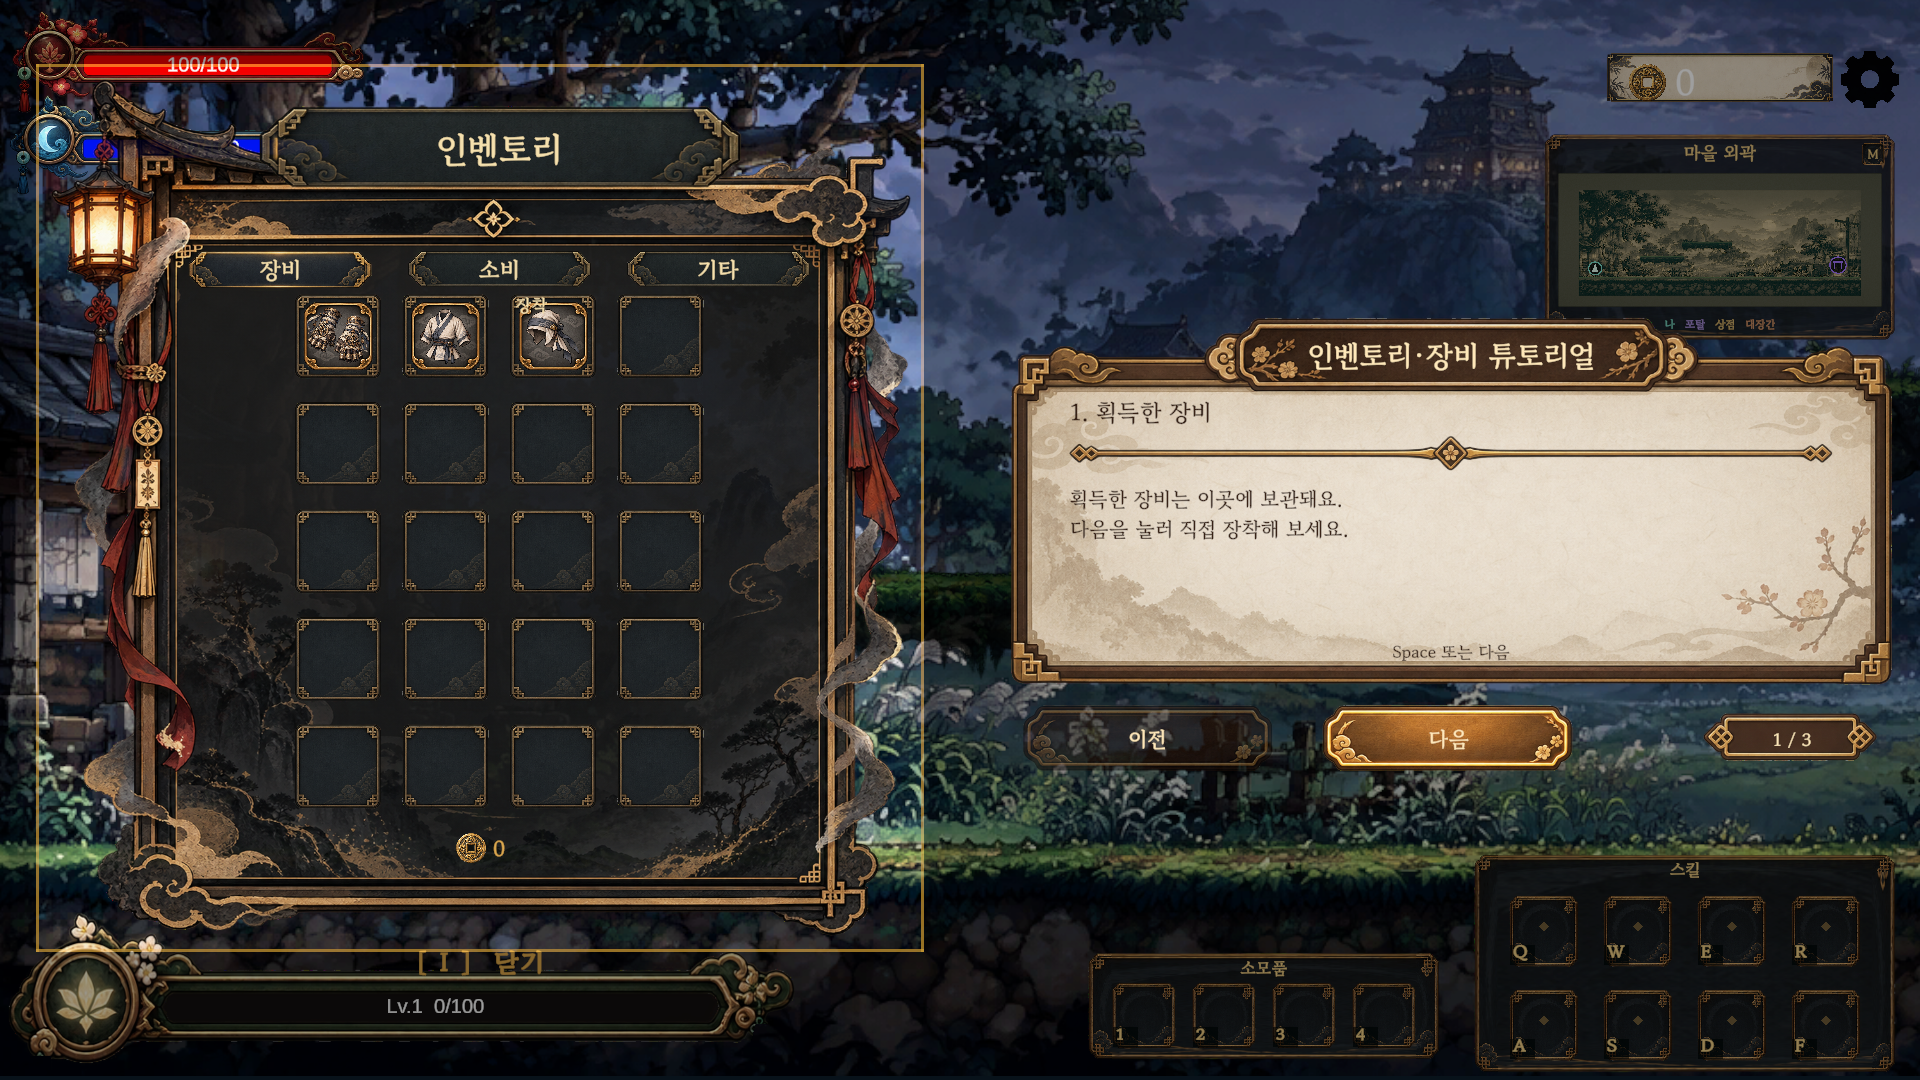 100/100
0
인벤토리
마을 외곽
M
장비
소비
기타
장착
나 포탈 상점 대장간
인벤토리·장비 튜토리얼
1. 획득한 장비
획득한 장비는 이곳에 보관돼요.
다음을 눌러 직접 장착해 보세요.
Space 또는 다음
이전
다음
1 / 3
0
[ I ] 닫기
Lv.1 0/100
소모품
1
2
3
4
스킬
Q
W
E
R
A
S
D
F